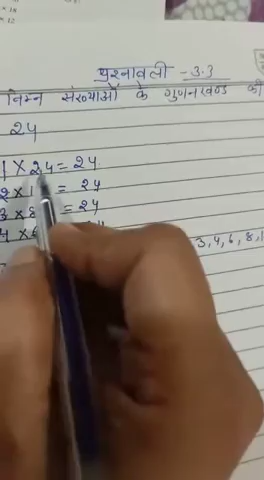 प्रश्नावली - 3.3
निम्न संख्याओं के गुणनखण्ड की
24
1 × 24 = 24
2 × 1 = 24
3 × 8 = 24
4 ×
3, 4, 6, 8, 1